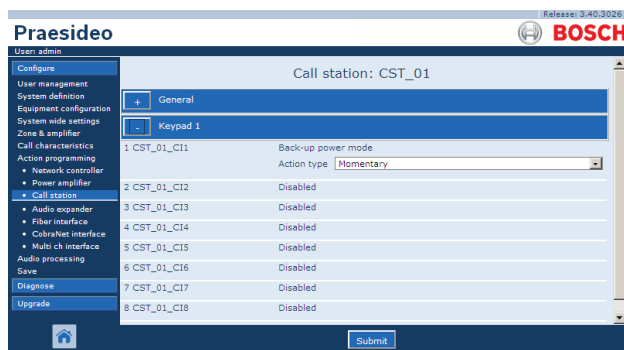 Release: 3.40.3026
Praesideo
BOSCH
User: admin
Configure
User management
System definition
Equipment configuration
System wide settings
Zone & amplifier
Call characteristics
Action programming
• Network controller
• Power amplifier
• Call station
• Audio expander
• Fiber interface
• CobraNet interface
• Multi ch interface
Audio processing
Save
Diagnose
Upgrade
Call station: CST_01
+ General
- Keypad 1
1 CST_01_CI1 Back-up power mode
Action type Momentary
2 CST_01_CI2 Disabled
3 CST_01_CI3 Disabled
4 CST_01_CI4 Disabled
5 CST_01_CI5 Disabled
6 CST_01_CI6 Disabled
7 CST_01_CI7 Disabled
8 CST_01_CI8 Disabled
Submit